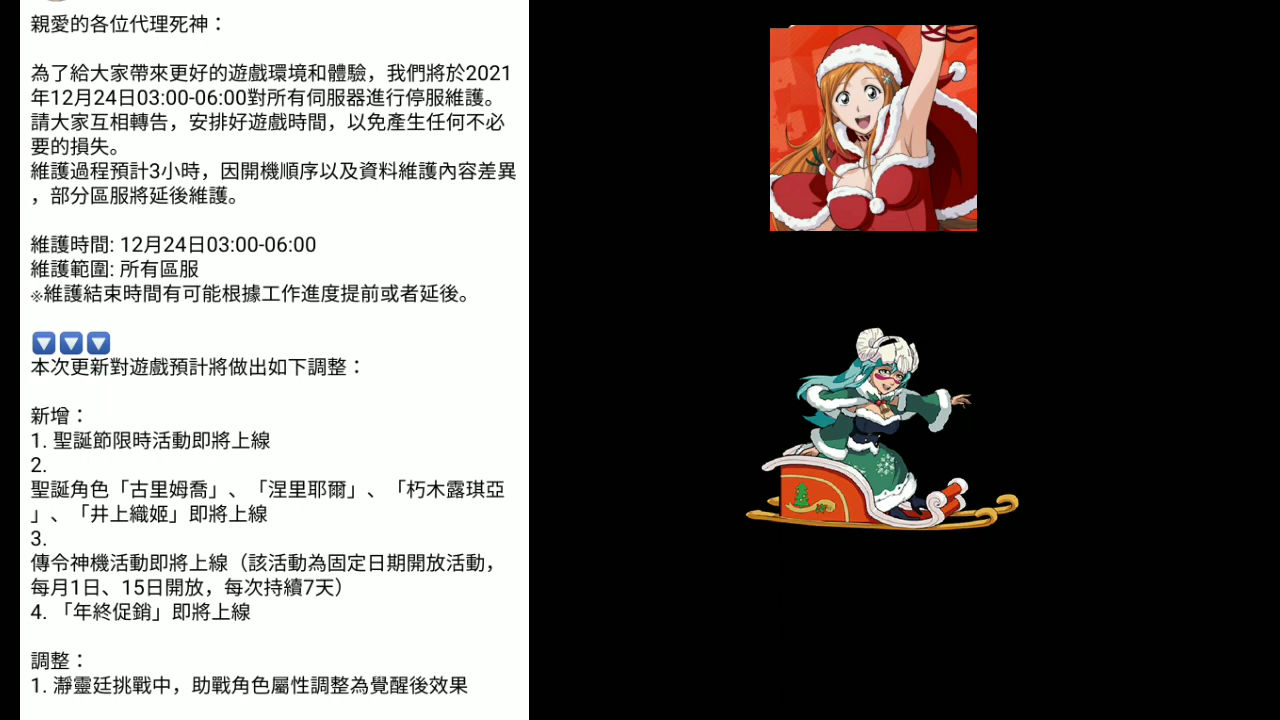 親愛的各位代理死神：
為了給大家帶來更好的遊戲環境和體驗，我們將於2021
年12月24日03:00-06:00對所有伺服器進行停服維護。
請大家互相轉告，安排好遊戲時間，以免產生任何不必
要的損失。
維護過程預計3小時，因開機順序以及資料維護內容差異
，部分區服將延後維護。
維護時間: 12月24日03:00-06:00
維護範圍: 所有區服
※維護結束時間有可能根據工作進度提前或者延後。
本次更新對遊戲預計將做出如下調整：
新增：
1. 聖誕節限時活動即將上線
2.
聖誕角色「古里姆喬」、「涅里耶爾」、「朽木露琪亞
」、「井上織姬」即將上線
3.
傳令神機活動即將上線（該活動為固定日期開放活動，
每月1日、15日開放，每次持續7天）
4. 「年終促銷」即將上線
調整：
1. 瀞靈廷挑戰中，助戰角色屬性調整為覺醒後效果